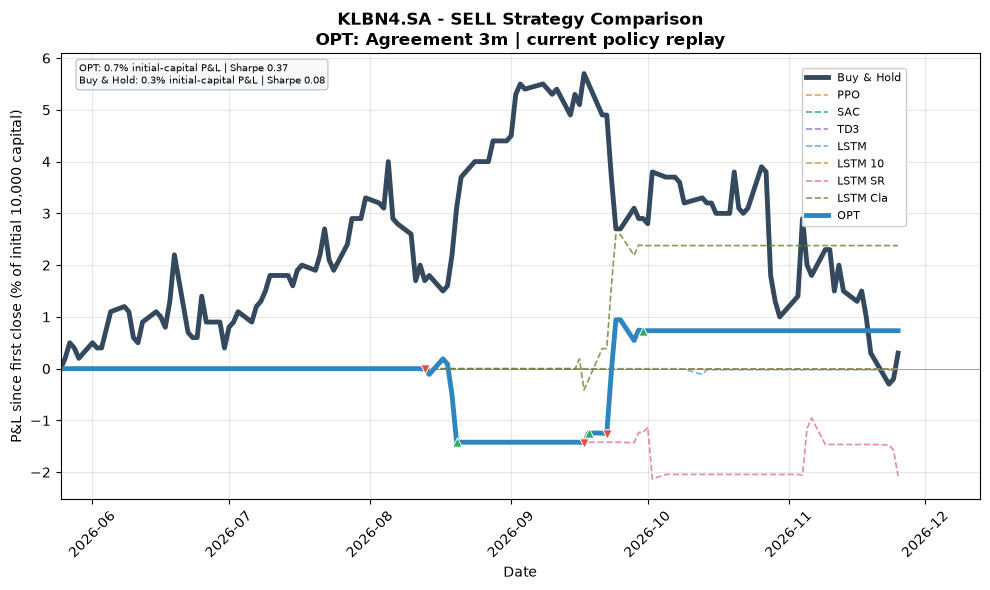 KLBN4.SA - SELL Strategy Comparison
OPT: Agreement 3m | current policy replay
OPT: 0.7% initial-capital P&L | Sharpe 0.37
Buy & Hold: 0.3% initial-capital P&L | Sharpe 0.08
Buy & Hold
PPO
SAC
TD3
LSTM
LSTM 10
LSTM SR
LSTM Cla
OPT
P&L since first close (% of initial 10,000 capital)
6
5
4
3
2
1
0
−1
−2
2026-06
2026-07
2026-08
2026-09
2026-10
2026-11
2026-12
Date